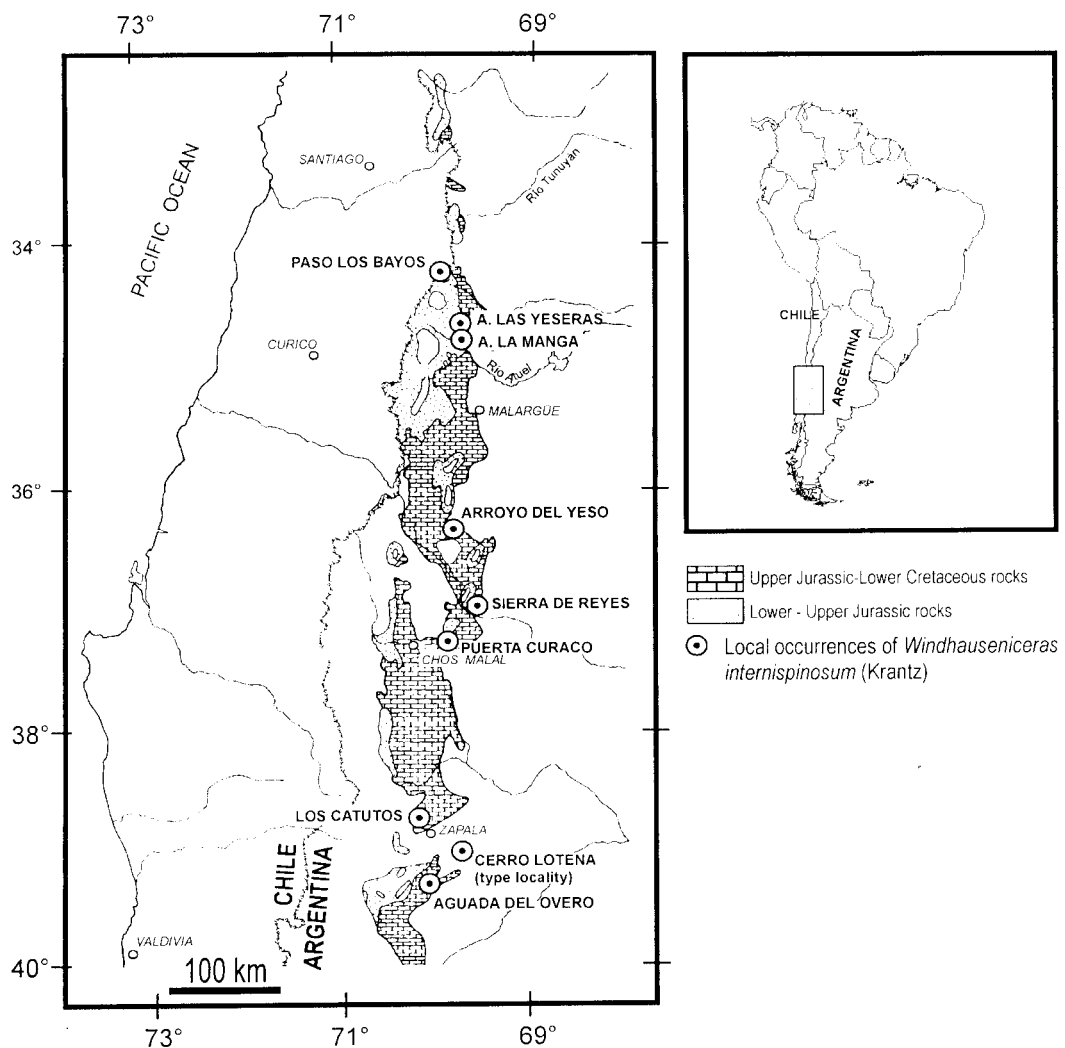 73°
71°
69°
SANTIAGO
Río Tunuyán
PACIFIC OCEAN
34°
PASO LOS BAYOS
A. LAS YESERAS
A. LA MANGA
CURICO
Río Atuel
MALARGÜE
36°
ARROYO DEL YESO
SIERRA DE REYES
PUERTA CURACO
CHOS MALAL
38°
LOS CATUTOS
ZAPALA
CERRO LOTENA
(type locality)
AGUADA DEL OVERO
CHILE
ARGENTINA
VALDIVIA
40°
100 km
73°
71°
69°
CHILE
ARGENTINA
Upper Jurassic-Lower Cretaceous rocks
Lower - Upper Jurassic rocks
Local occurrences of Windhauseniceras
internispinosum (Krantz)